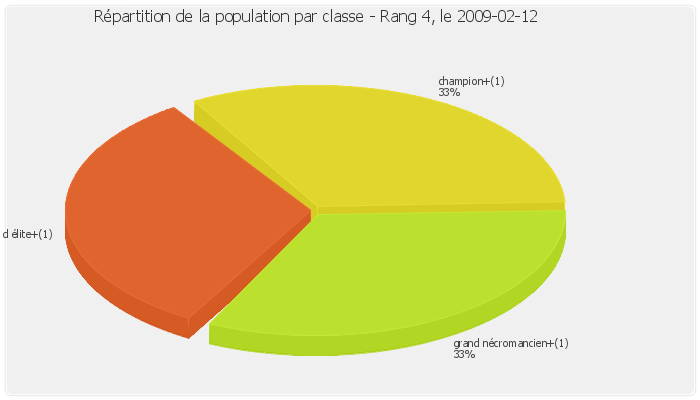 Répartition de la population par classe - Rang 4, le 2009-02-12
champion+(1)
33%
d élite+(1)
grand nécromancien+(1)
33%